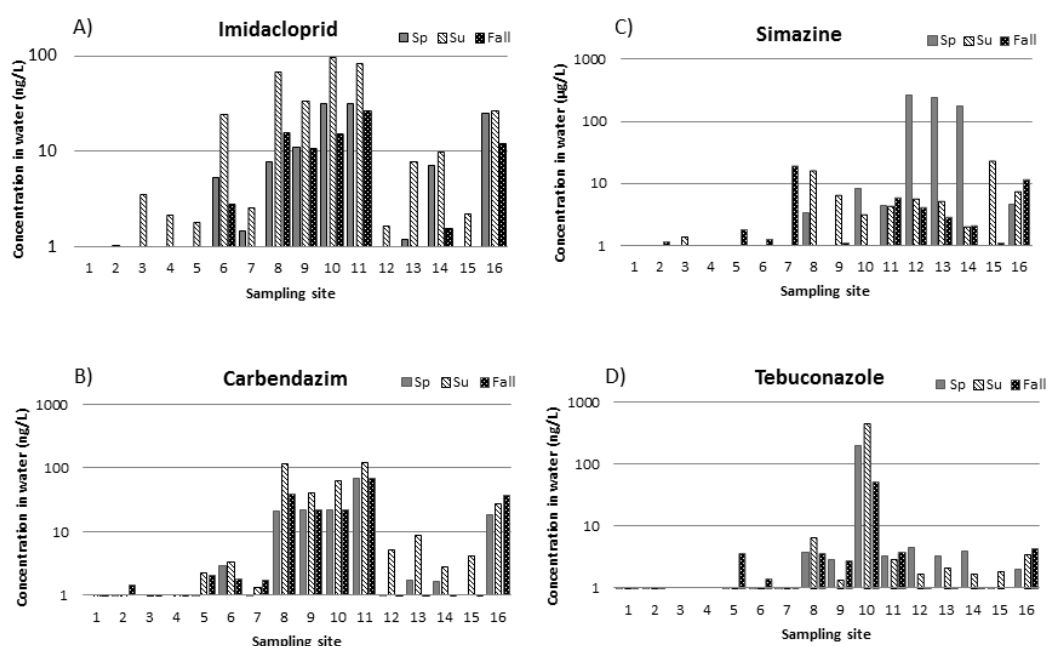 A)
Imidacloprid
Sp Su Fall
Concentration in water (ng/L)
100
10
1
1 2 3 4 5 6 7 8 9 10 11 12 13 14 15 16
Sampling site
C)
Simazine
Sp Su Fall
Concentration in water (µg/L)
1000
100
10
1
1 2 3 4 5 6 7 8 9 10 11 12 13 14 15 16
Sampling site
B)
Carbendazim
Sp Su Fall
Concentration in water (ng/L)
1000
100
10
1
1 2 3 4 5 6 7 8 9 10 11 12 13 14 15 16
Sampling site
D)
Tebuconazole
Sp Su Fall
Concentration in water (ng/L)
1000
100
10
1
1 2 3 4 5 6 7 8 9 10 11 12 13 14 15 16
Sampling site